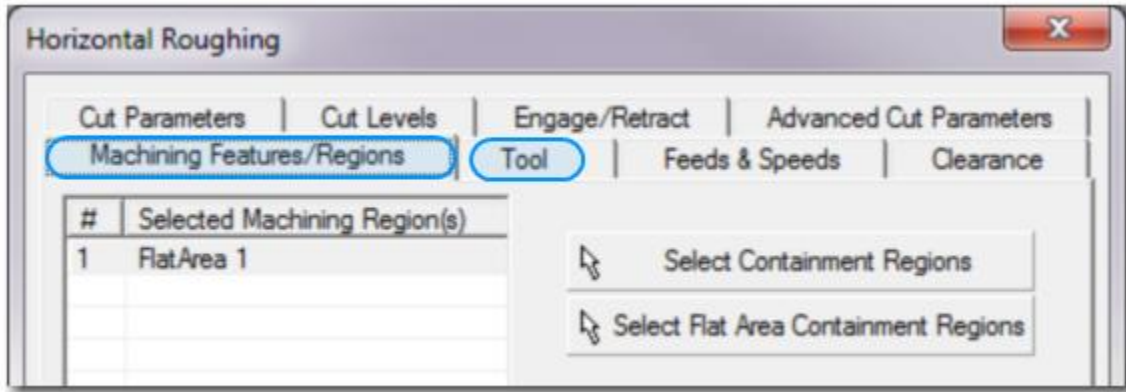 Horizontal Roughing
Cut Parameters Cut Levels Engage/Retract Advanced Cut Parameters
Machining Features/Regions Tool Feeds & Speeds Clearance
# Selected Machining Region(s)
1 FlatArea 1
Select Containment Regions
Select Flat Area Containment Regions